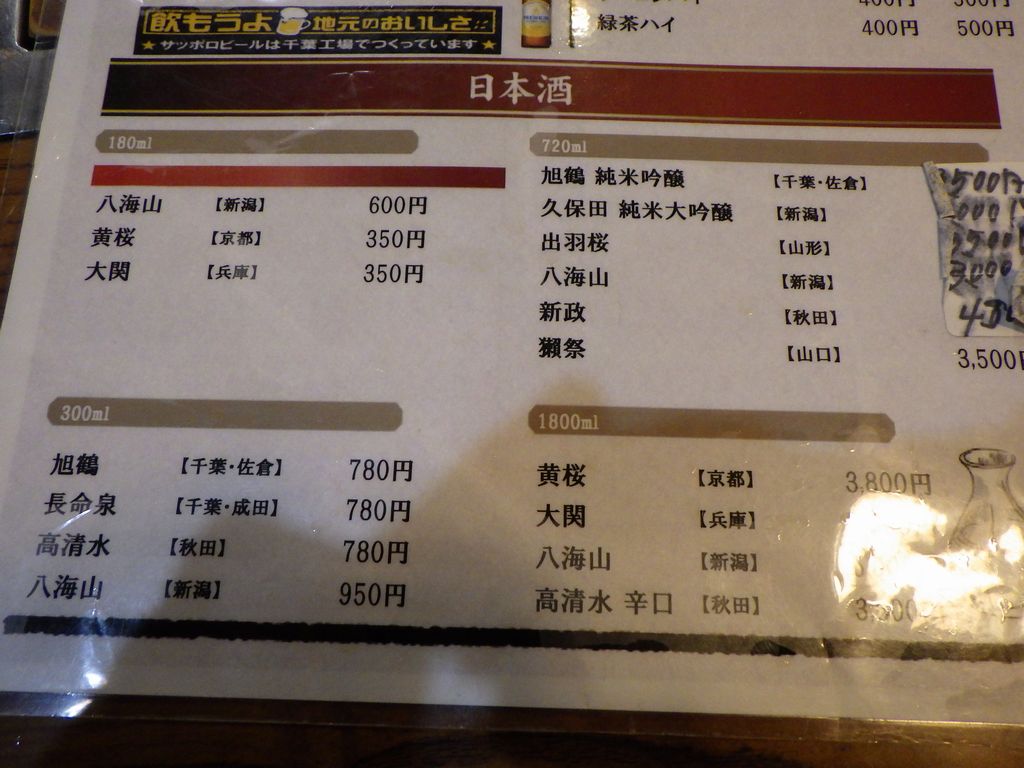 飲もうよ 地元のおいしさ!!
★サッポロビールは千葉工場でつくっています★
緑茶ハイ 400円 500円
日本酒
180ml
八海山 【新潟】 600円
黄桜 【京都】 350円
大関 【兵庫】 350円
720ml
旭鶴 純米吟醸 【千葉・佐倉】
久保田 純米大吟醸 【新潟】
出羽桜 【山形】
八海山 【新潟】
新政 【秋田】
獺祭 【山口】 3,500円
300ml
旭鶴 【千葉・佐倉】 780円
長命泉 【千葉・成田】 780円
高清水 【秋田】 780円
八海山 【新潟】 950円
1800ml
黄桜 【京都】 3,800円
大関 【兵庫】
八海山 【新潟】
高清水 辛口 【秋田】